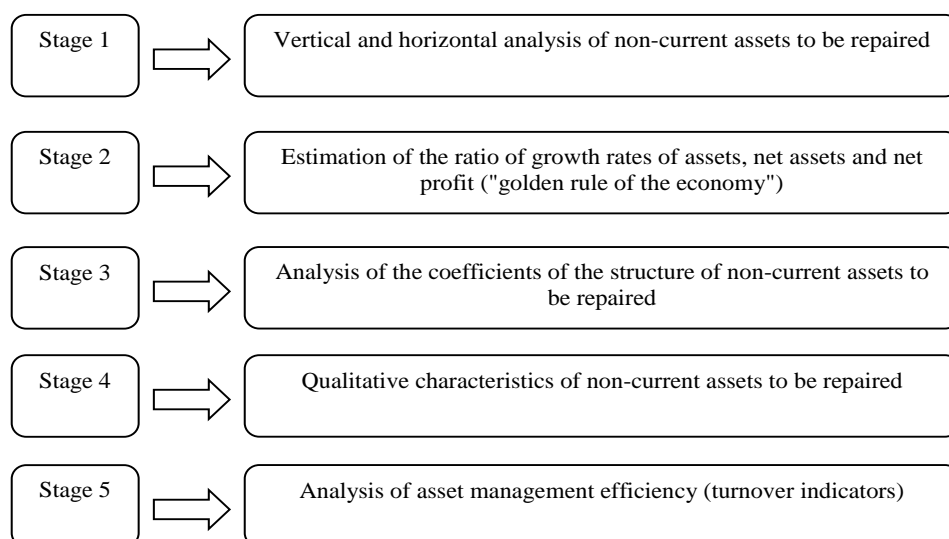 Stage 1
Vertical and horizontal analysis of non-current assets to be repaired
Stage 2
Estimation of the ratio of growth rates of assets, net assets and net
profit ("golden rule of the economy")
Stage 3
Analysis of the coefficients of the structure of non-current assets to
be repaired
Stage 4
Qualitative characteristics of non-current assets to be repaired
Stage 5
Analysis of asset management efficiency (turnover indicators)